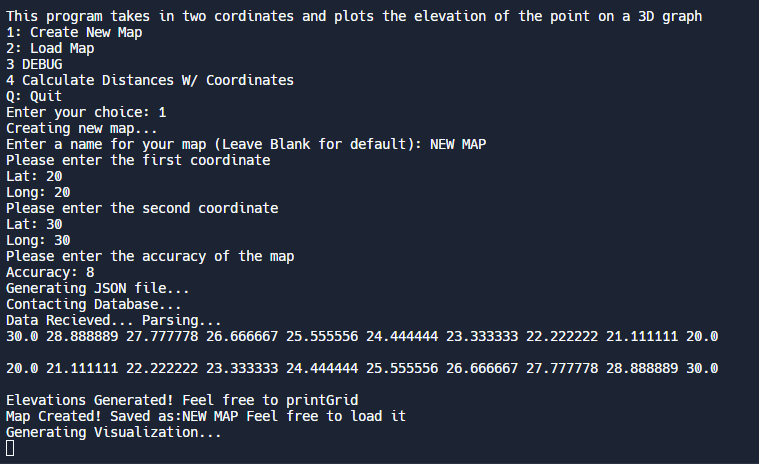 This program takes in two cordinates and plots the elevation of the point on a 3D graph
1: Create New Map
2: Load Map
3 DEBUG
4 Calculate Distances W/ Coordinates
Q: Quit
Enter your choice: 1
Creating new map...
Enter a name for your map (Leave Blank for default): NEW MAP
Please enter the first coordinate
Lat: 20
Long: 20
Please enter the second coordinate
Lat: 30
Long: 30
Please enter the accuracy of the map
Accuracy: 8
Generating JSON file...
Contacting Database...
Data Recieved... Parsing...
30.0 28.888889 27.777778 26.666667 25.555556 24.444444 23.333333 22.222222 21.111111 20.0
20.0 21.111111 22.222222 23.333333 24.444444 25.555556 26.666667 27.777778 28.888889 30.0
Elevations Generated! Feel free to printGrid
Map Created! Saved as:NEW MAP Feel free to load it
Generating Visualization...